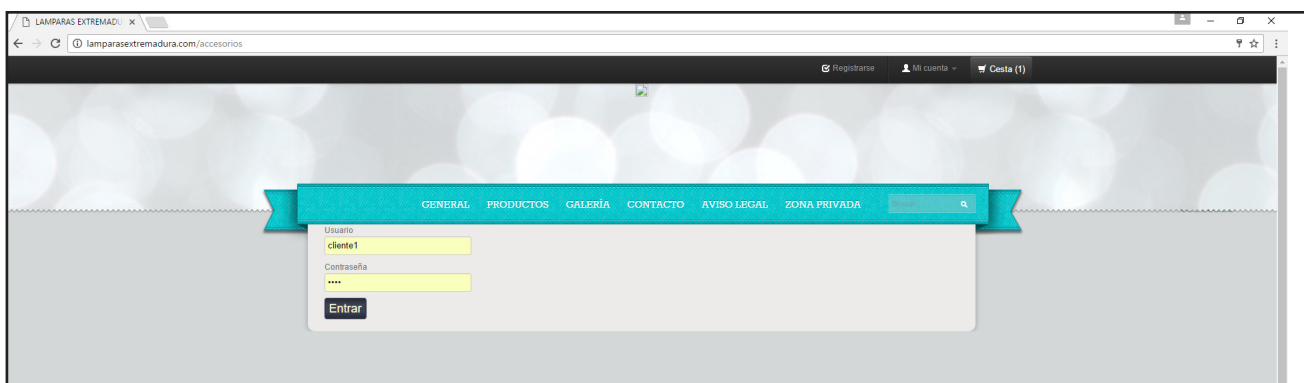 LAMPARAS EXTREMADU
lamparasextremadura.com/accesorios
Registrarse Mi cuenta Cesta (1)
GENERAL PRODUCTOS GALERÍA CONTACTO AVISO LEGAL ZONA PRIVADA
Usuario
cliente1
Contraseña
••••
Entrar